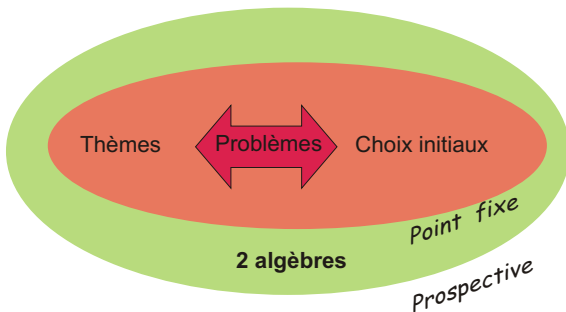 Thèmes
Problèmes
Choix initiaux
Point fixe
2 algèbres
Prospective